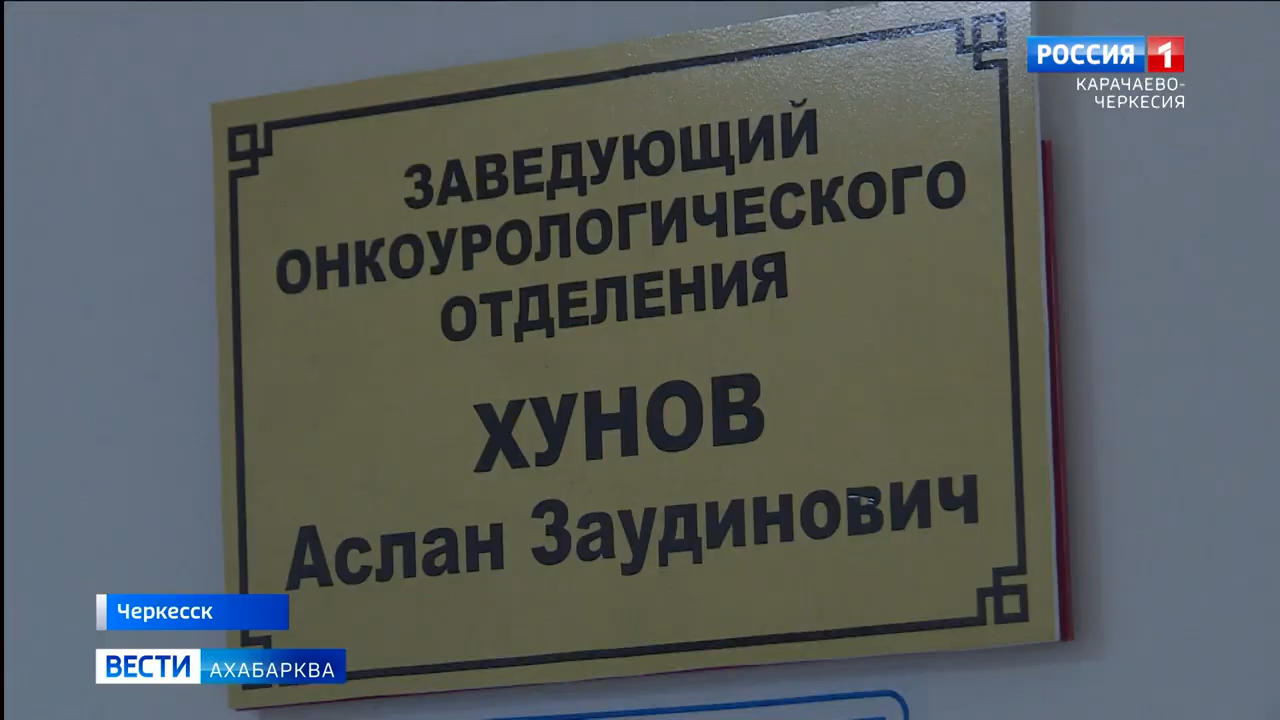 РОССИЯ 1
КАРАЧАЕВО-
ЧЕРКЕСИЯ
ЗАВЕДУЮЩИЙ
ОНКОУРОЛОГИЧЕСКОГО
ОТДЕЛЕНИЯ
ХУНОВ
Аслан Заудинович
Черкесск
ВЕСТИ АХАБАРКВА